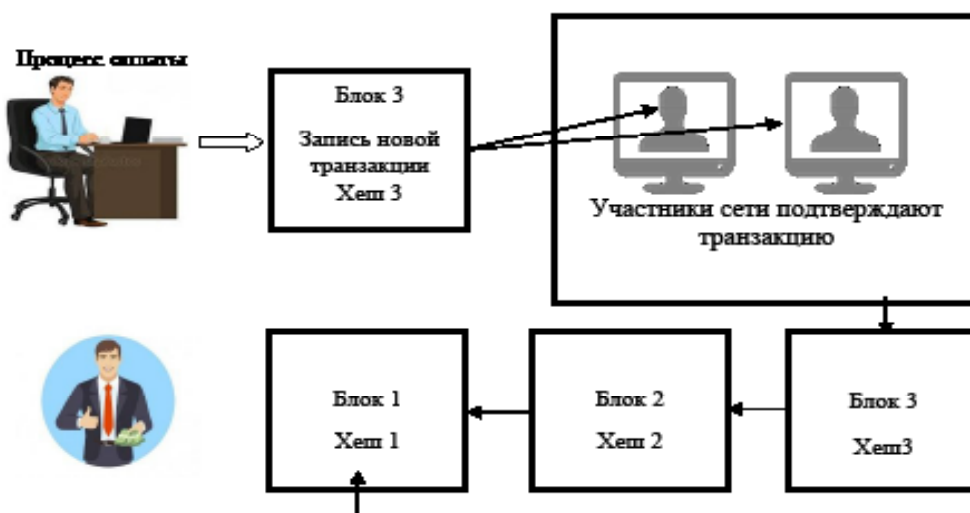 Процесс оплаты
Блок 3
Запись новой
транзакции
Хеш 3
Участники сети подтверждают
транзакцию
Блок 1
Хеш 1
Блок 2
Хеш 2
Блок 3
Хеш3